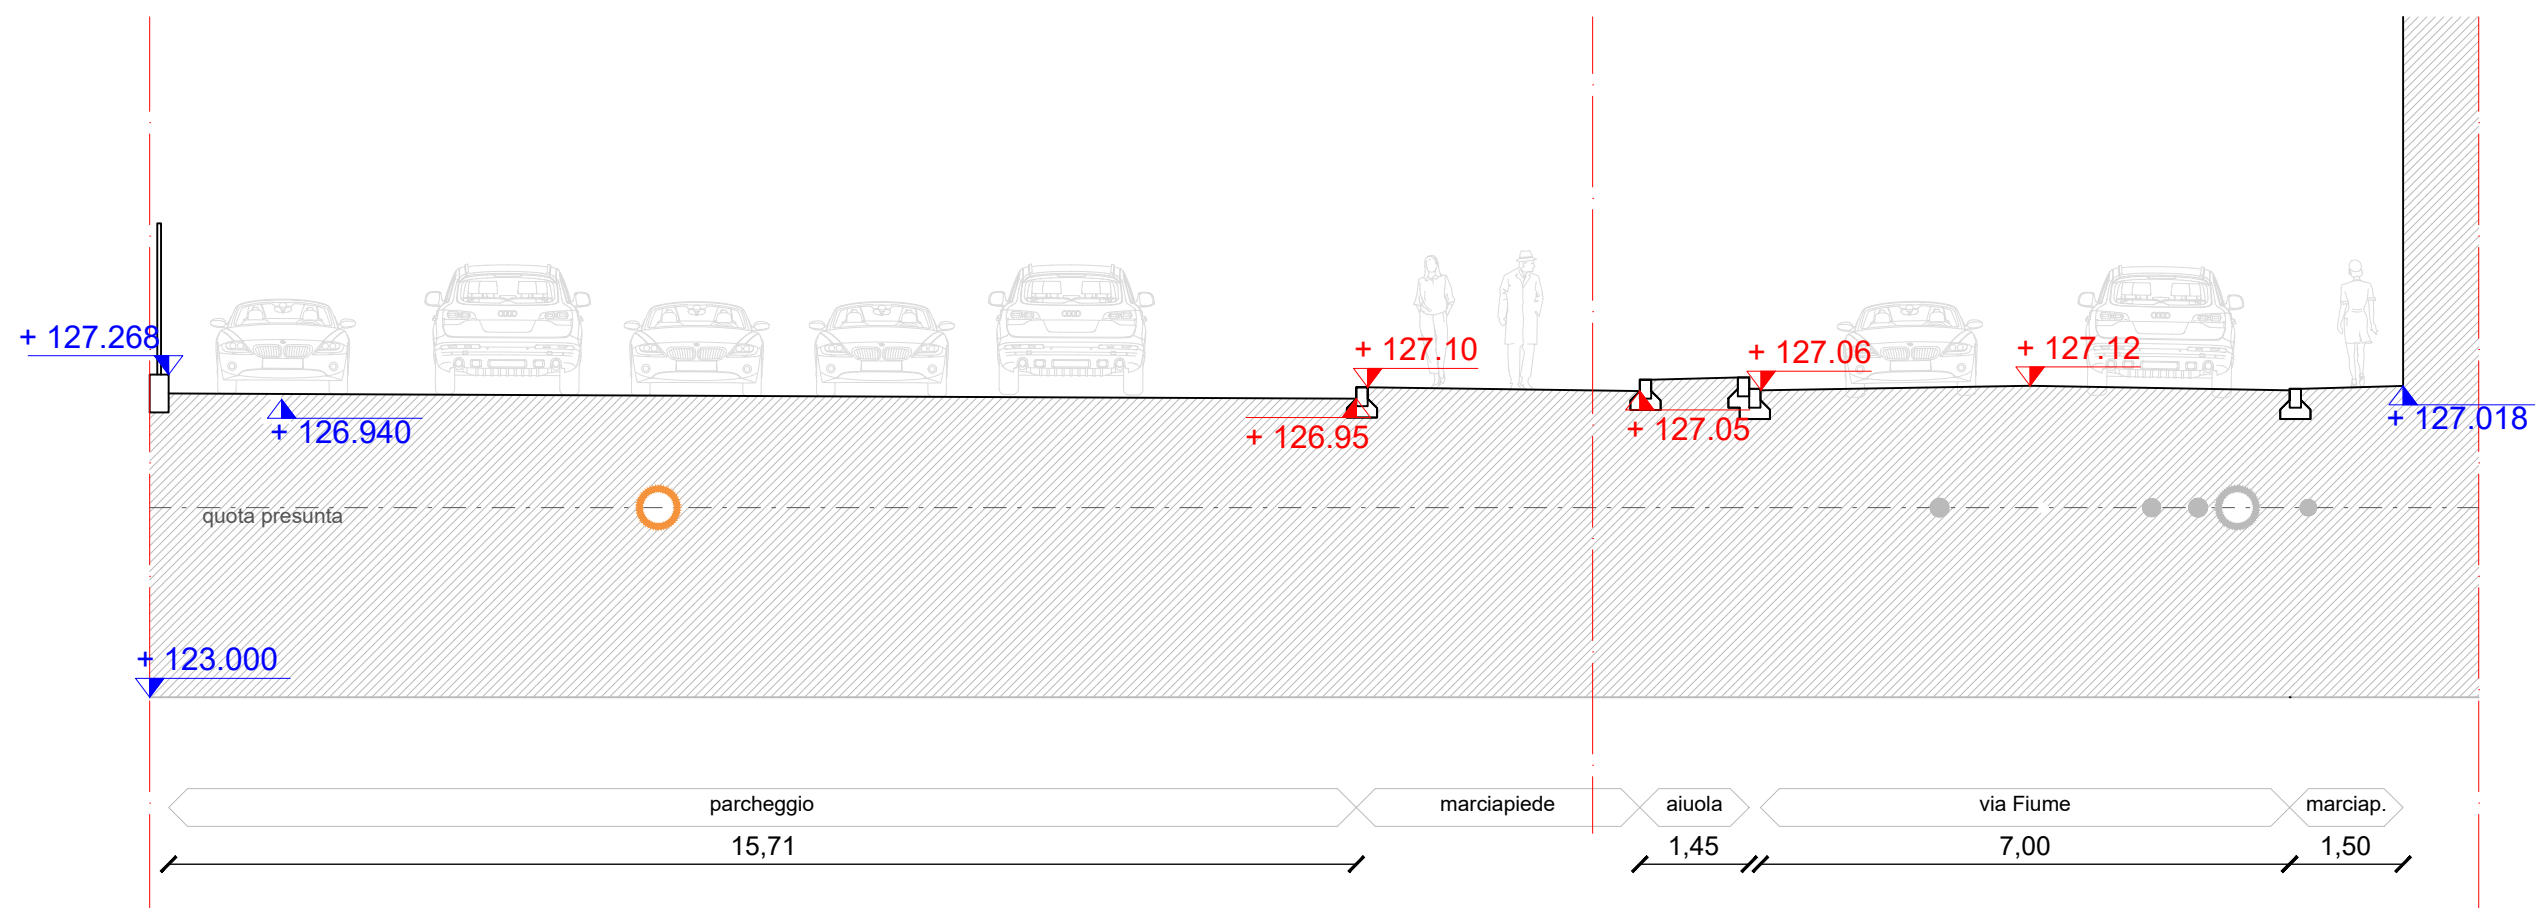 + 127.268
+ 127.10
+ 127.06
+ 127.12
+ 126.940
+ 126.95
+ 127.05
+ 127.018
quota presunta
+ 123.000
parcheggio
marciapiede
aiuola
via Fiume
marciap.
15,71
1,45
7,00
1,50